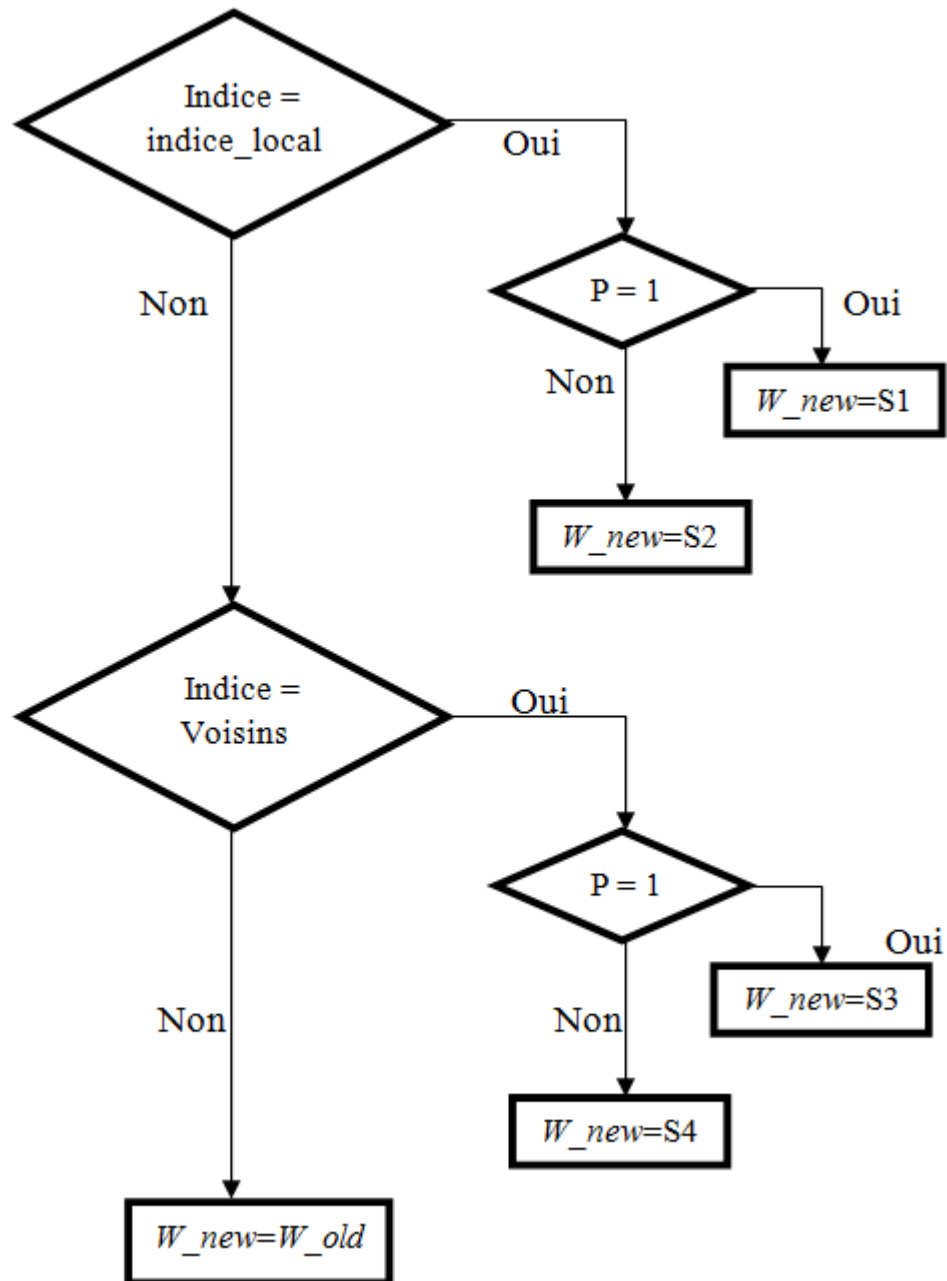 Indice =
indice_local
Oui
P = 1
Non
Oui
Non
W_new=S1
W_new=S2
Indice =
Voisins
Oui
P = 1
Oui
W_new=S3
Non
Non
W_new=S4
W_new=W_old